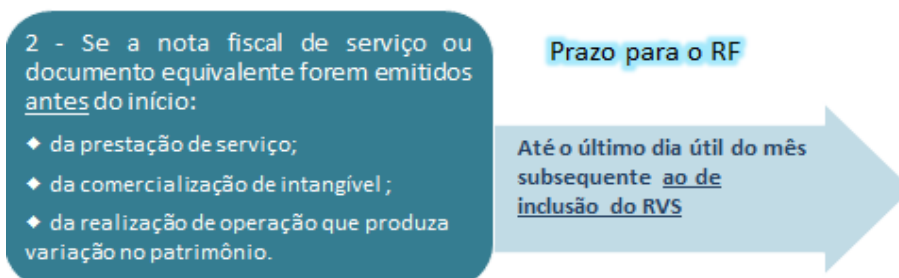 2 - Se a nota fiscal de serviço ou
documento equivalente forem emitidos
antes do início:
◆ da prestação de serviço;
◆ da comercialização de intangível ;
◆ da realização de operação que produza
variação no patrimônio.
Prazo para o RF
Até o último dia útil do mês
subsequente ao de
inclusão do RVS